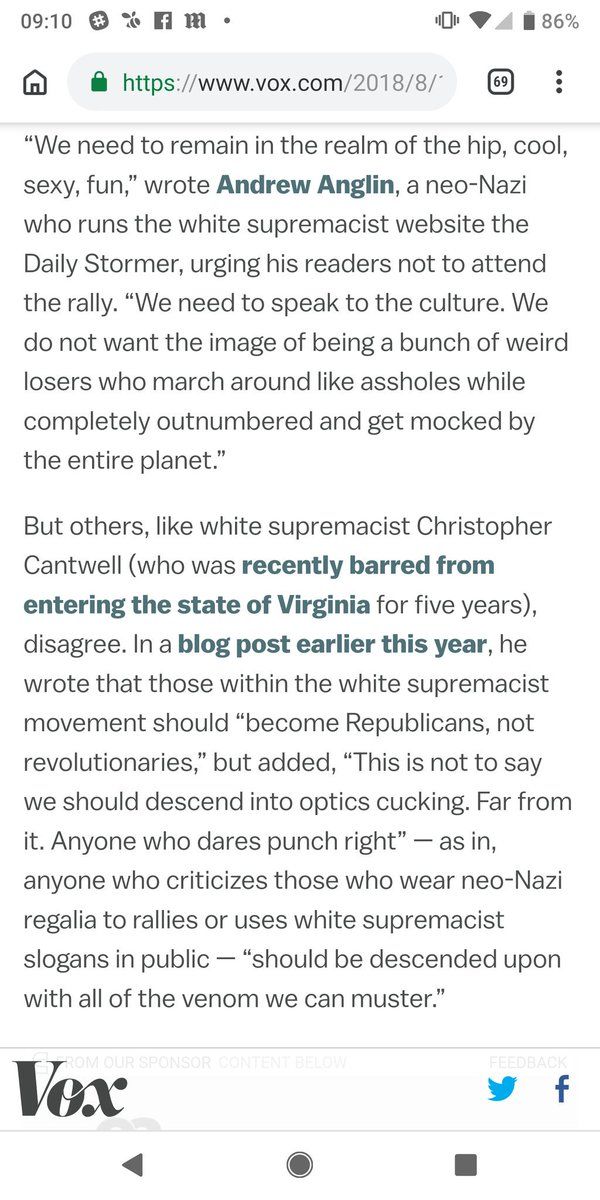 09:10
86%
https://www.vox.com/2018/8/
69
“We need to remain in the realm of the hip, cool,
sexy, fun,” wrote Andrew Anglin, a neo-Nazi
who runs the white supremacist website the
Daily Stormer, urging his readers not to attend
the rally. “We need to speak to the culture. We
do not want the image of being a bunch of weird
losers who march around like assholes while
completely outnumbered and get mocked by
the entire planet.”
But others, like white supremacist Christopher
Cantwell (who was recently barred from
entering the state of Virginia for five years),
disagree. In a blog post earlier this year, he
wrote that those within the white supremacist
movement should “become Republicans, not
revolutionaries,” but added, “This is not to say
we should descend into optics cucking. Far from
it. Anyone who dares punch right” — as in,
anyone who criticizes those who wear neo-Nazi
regalia to rallies or uses white supremacist
slogans in public — “should be descended upon
with all of the venom we can muster.”
FROM OUR SPONSOR CONTENT BELOW FEEDBACK
Vox